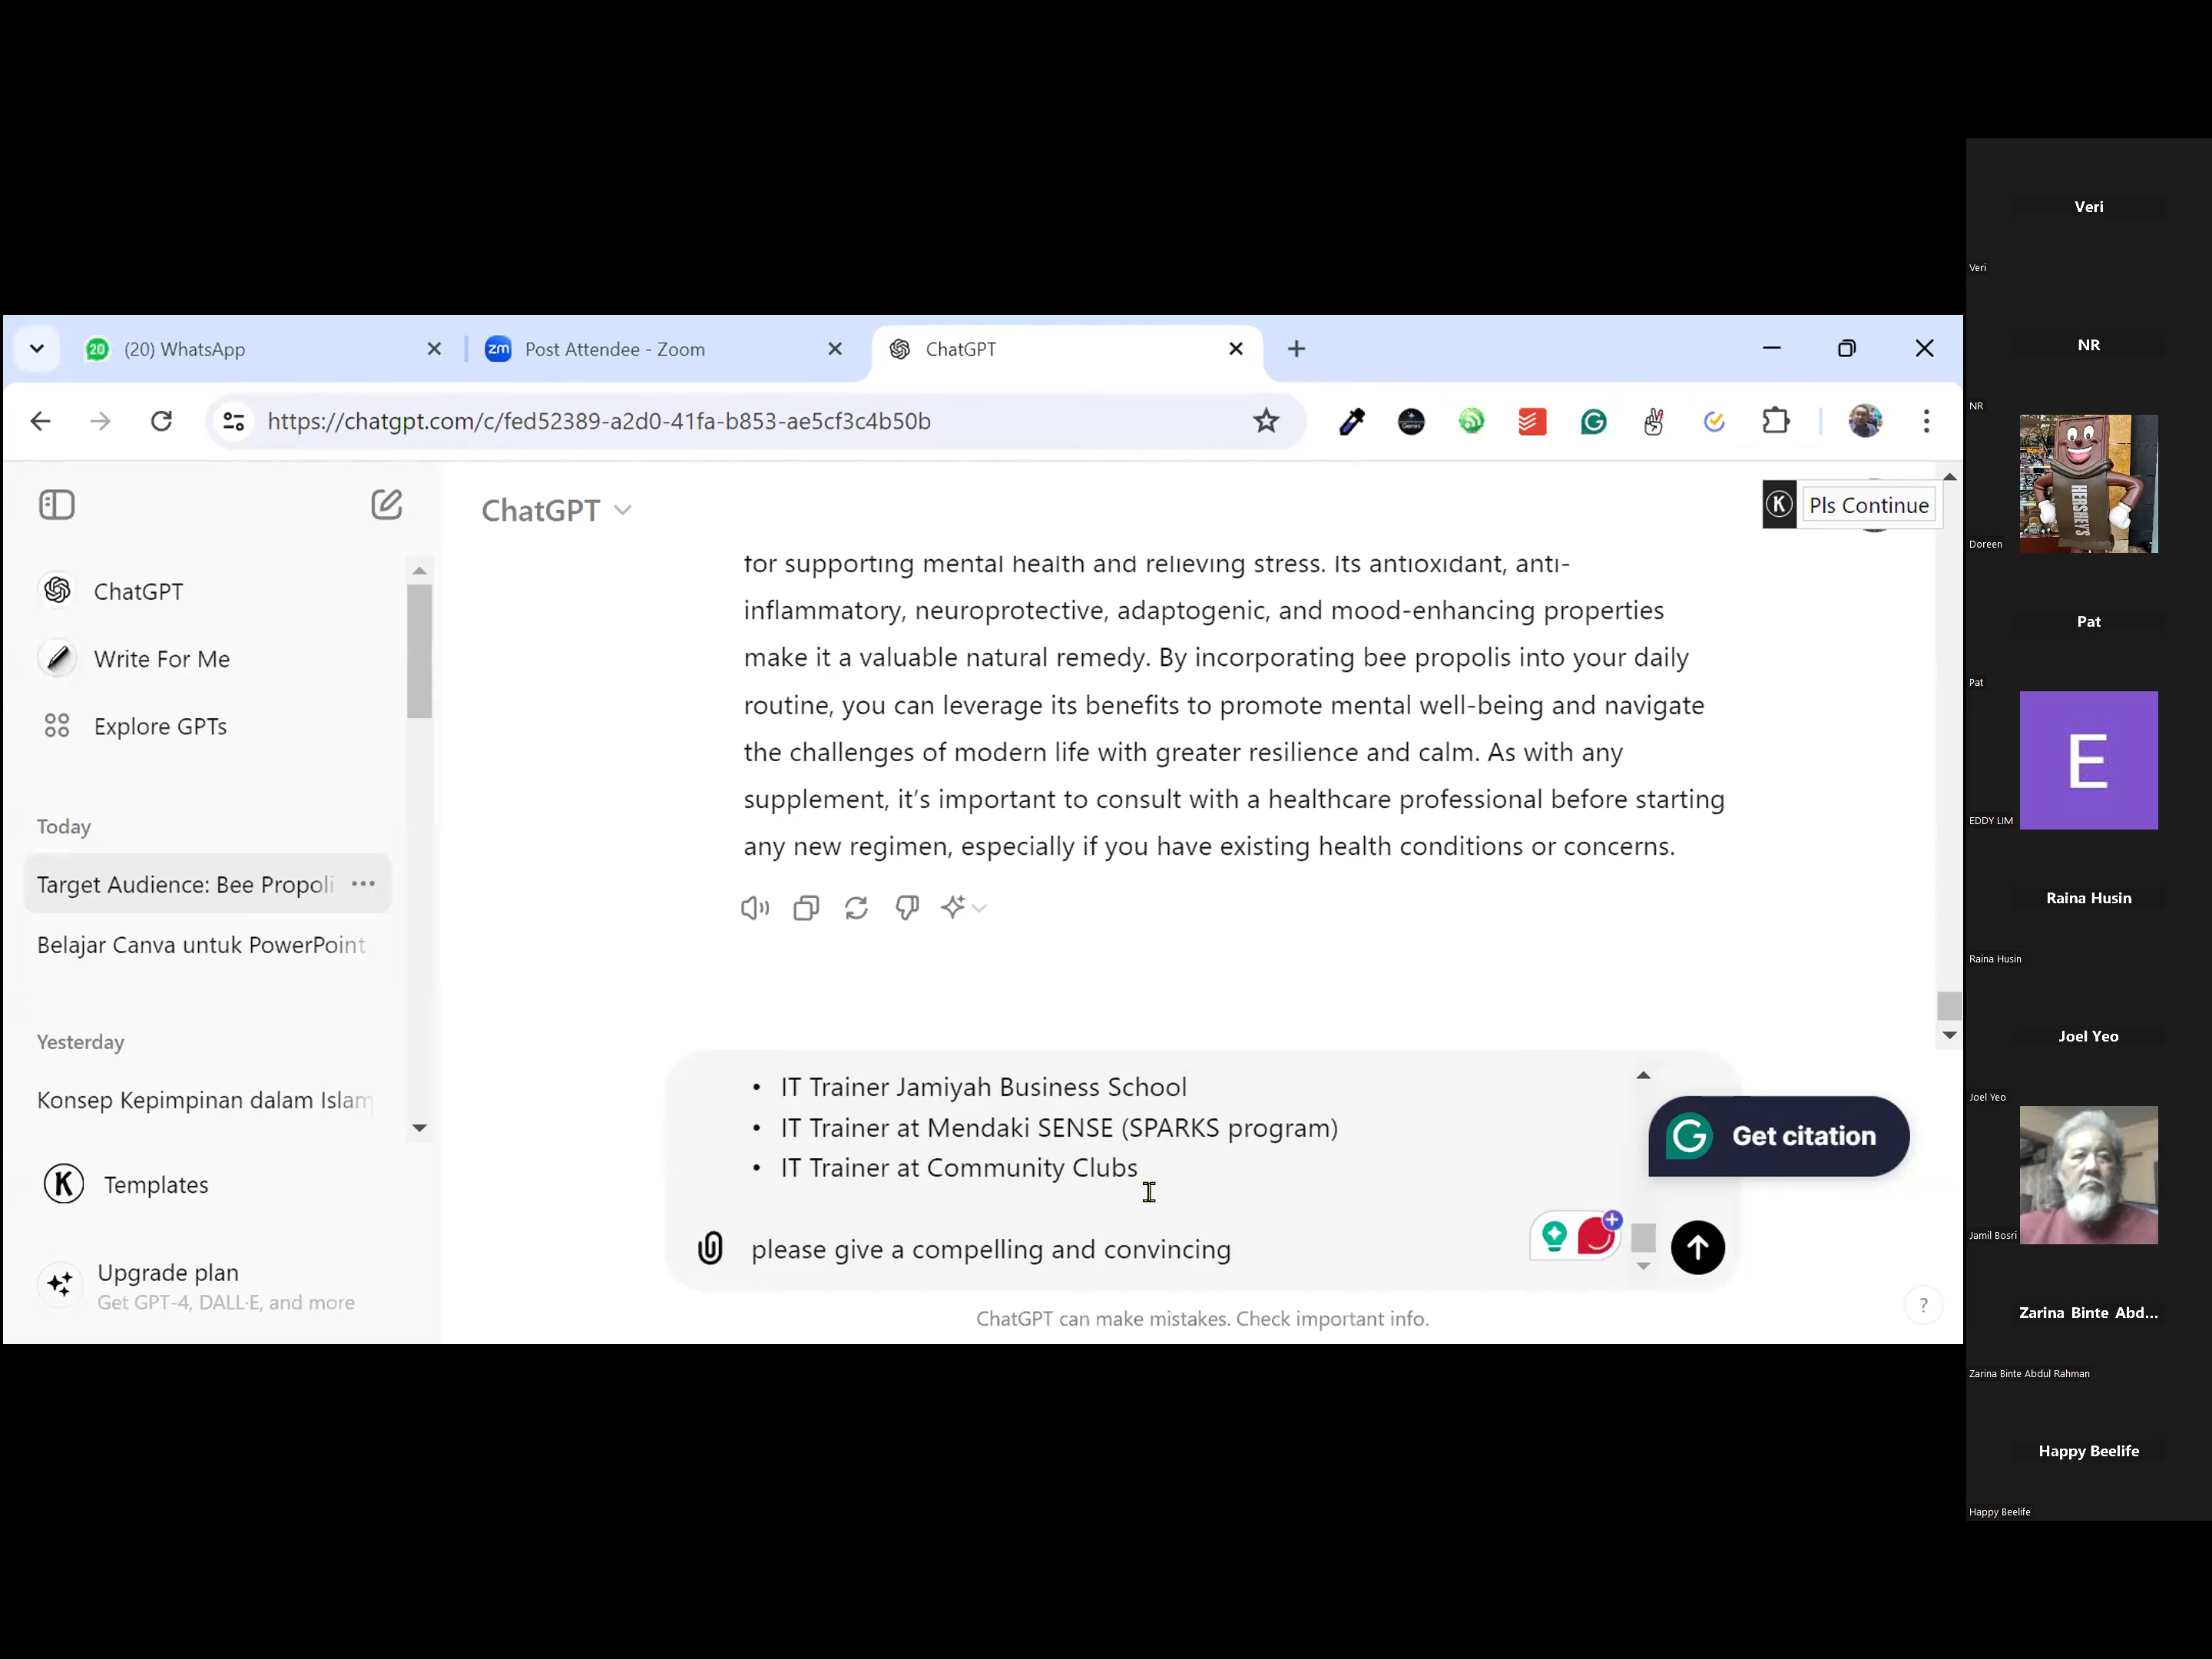 20
(20) WhatsApp
zm
Post Attendee - Zoom
ChatGPT
https://chatgpt.com/c/fed52389-a2d0-41fa-b853-ae5cf3c4b50b
ChatGPT
K
Pls Continue
ChatGPT
Write For Me
Explore GPTs
Today
Target Audience: Bee Propoli
Belajar Canva untuk PowerPoint
Yesterday
Konsep Kepimpinan dalam Islam
K
Templates
Upgrade plan
Get GPT-4, DALL·E, and more
for supporting mental health and relieving stress. Its antioxidant, anti-
inflammatory, neuroprotective, adaptogenic, and mood-enhancing properties
make it a valuable natural remedy. By incorporating bee propolis into your daily
routine, you can leverage its benefits to promote mental well-being and navigate
the challenges of modern life with greater resilience and calm. As with any
supplement, it’s important to consult with a healthcare professional before starting
any new regimen, especially if you have existing health conditions or concerns.
• IT Trainer Jamiyah Business School
• IT Trainer at Mendaki SENSE (SPARKS program)
• IT Trainer at Community Clubs
please give a compelling and convincing
G
Get citation
ChatGPT can make mistakes. Check important info.
?
Veri
Veri
NR
NR
HERSHEY'S
Doreen
Pat
Pat
E
EDDY LIM
Raina Husin
Raina Husin
Joel Yeo
Joel Yeo
Jamil Bosri
Zarina Binte Abd...
Zarina Binte Abdul Rahman
Happy Beelife
Happy Beelife